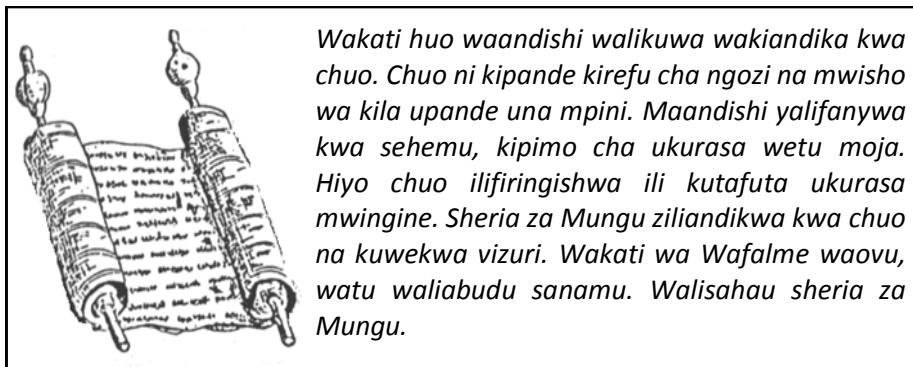 Wakati huo waandishi walikuwa wakiandika kwa
chuo. Chuo ni kipande kirefu cha ngozi na mwisho
wa kila upande una mpini. Maandishi yalifanywa
kwa sehemu, kipimo cha ukurasa wetu moja.
Hiyo chuo ilifiringishwa ili kutafuta ukurasa
mwingine. Sheria za Mungu ziliandikwa kwa chuo
na kuwekwa vizuri. Wakati wa Wafalme waovu,
watu waliabudu sanamu. Walisahau sheria za
Mungu.